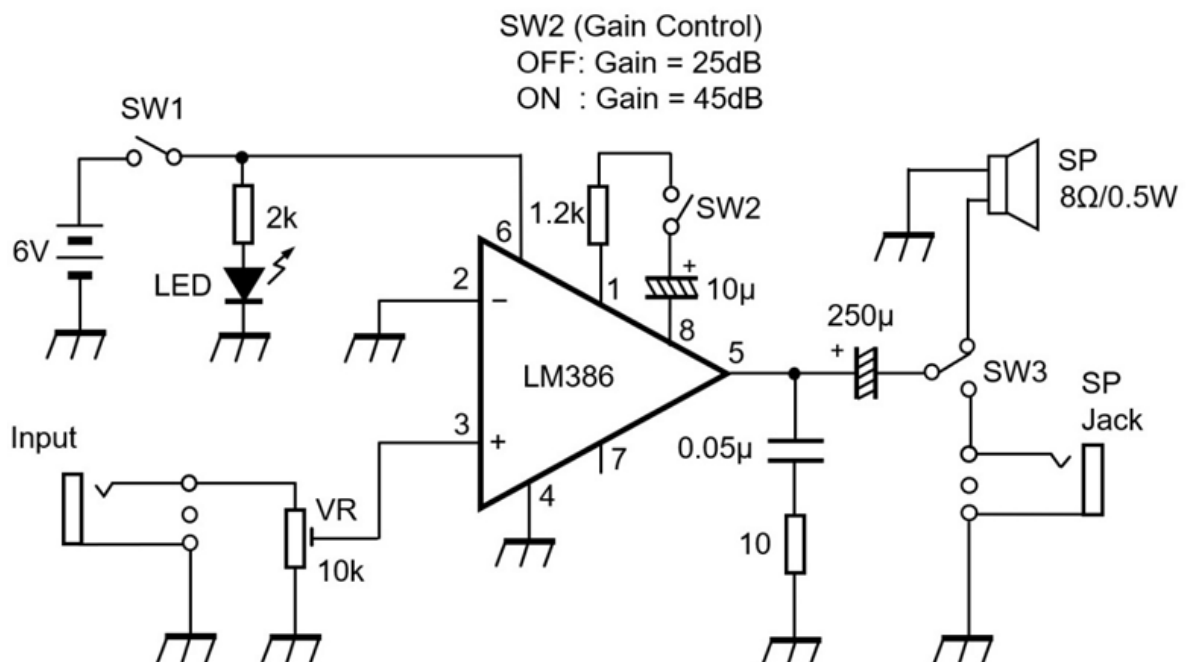 SW2 (Gain Control)
OFF: Gain = 25dB
ON : Gain = 45dB
SW1
6V
2k
LED
1.2k
SW2
10μ
+
SP
8Ω/0.5W
6
2
−
1
8
LM386
5
250μ
+
SW3
SP
Jack
3
+
7
4
0.05μ
10
Input
VR
10k